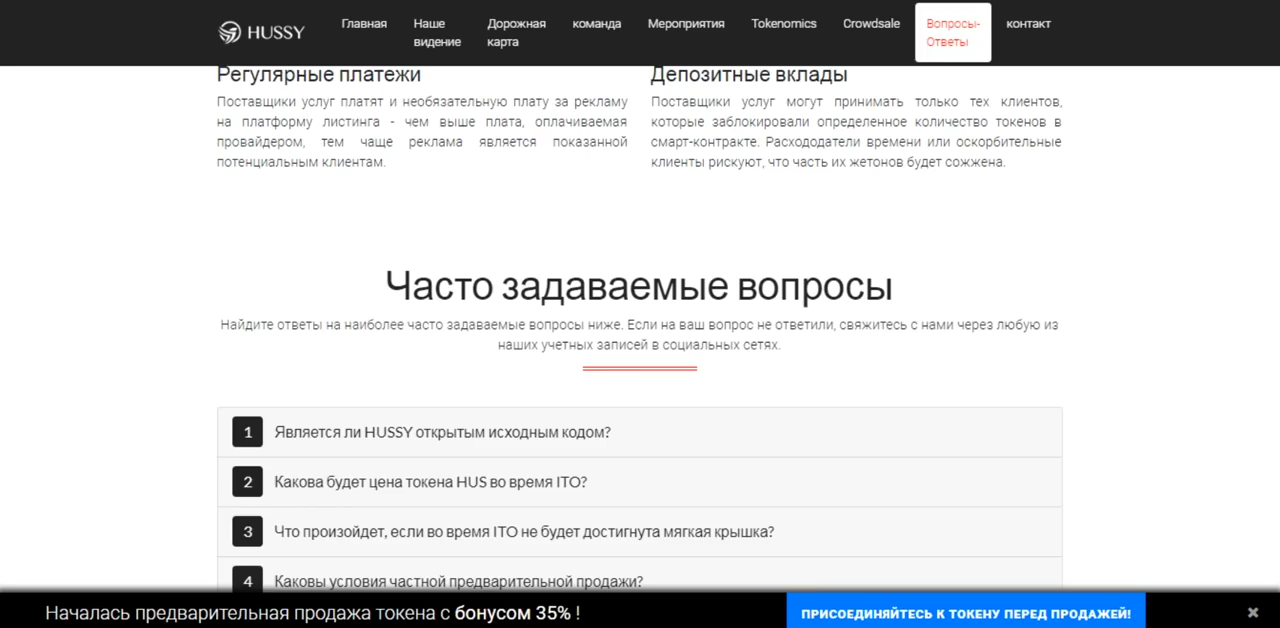 HUSSY
Главная
Наше
видение
Дорожная
карта
команда
Мероприятия
Tokenomics
Crowdsale
Вопросы-
Ответы
контакт
Регулярные платежи
Поставщики услуг платят и необязательную плату за рекламу
на платформу листинга - чем выше плата, оплачиваемая
провайдером, тем чаще реклама является показанной
потенциальным клиентам.
Депозитные вклады
Поставщики услуг могут принимать только тех клиентов,
которые заблокировали определенное количество токенов в
смарт-контракте. Расхододатели времени или оскорбительные
клиенты рискуют, что часть их жетонов будет сожжена.
Часто задаваемые вопросы
Найдите ответы на наиболее часто задаваемые вопросы ниже. Если на ваш вопрос не ответили, свяжитесь с нами через любую из
наших учетных записей в социальных сетях.
1 Является ли HUSSY открытым исходным кодом?
2 Какова будет цена токена HUS во время ITO?
3 Что произойдет, если во время ITO не будет достигнута мягкая крышка?
4 Каковы условия частной предварительной продажи?
Началась предварительная продажа токена с бонусом 35% !
ПРИСОЕДИНЯЙТЕСЬ К ТОКЕНУ ПЕРЕД ПРОДАЖЕЙ!